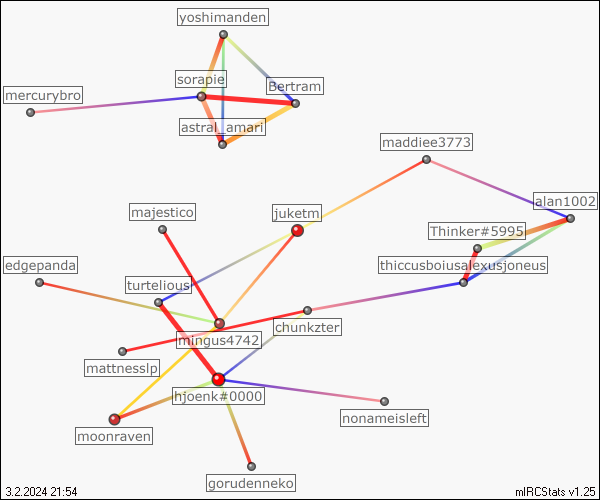 yoshimanden
sorapie
Bertram
mercurybro
astral_amari
maddiee3773
alan1002
majestico
juketm
Thinker#5995
edgepanda
thiccusboiusalexusjoneus
turtelious
chunkzter
mingus4742
mattnesslp
hjoenk#0000
nonameisleft
moonraven
gorudenneko
3.2.2024 21:54
mIRCStats v1.25